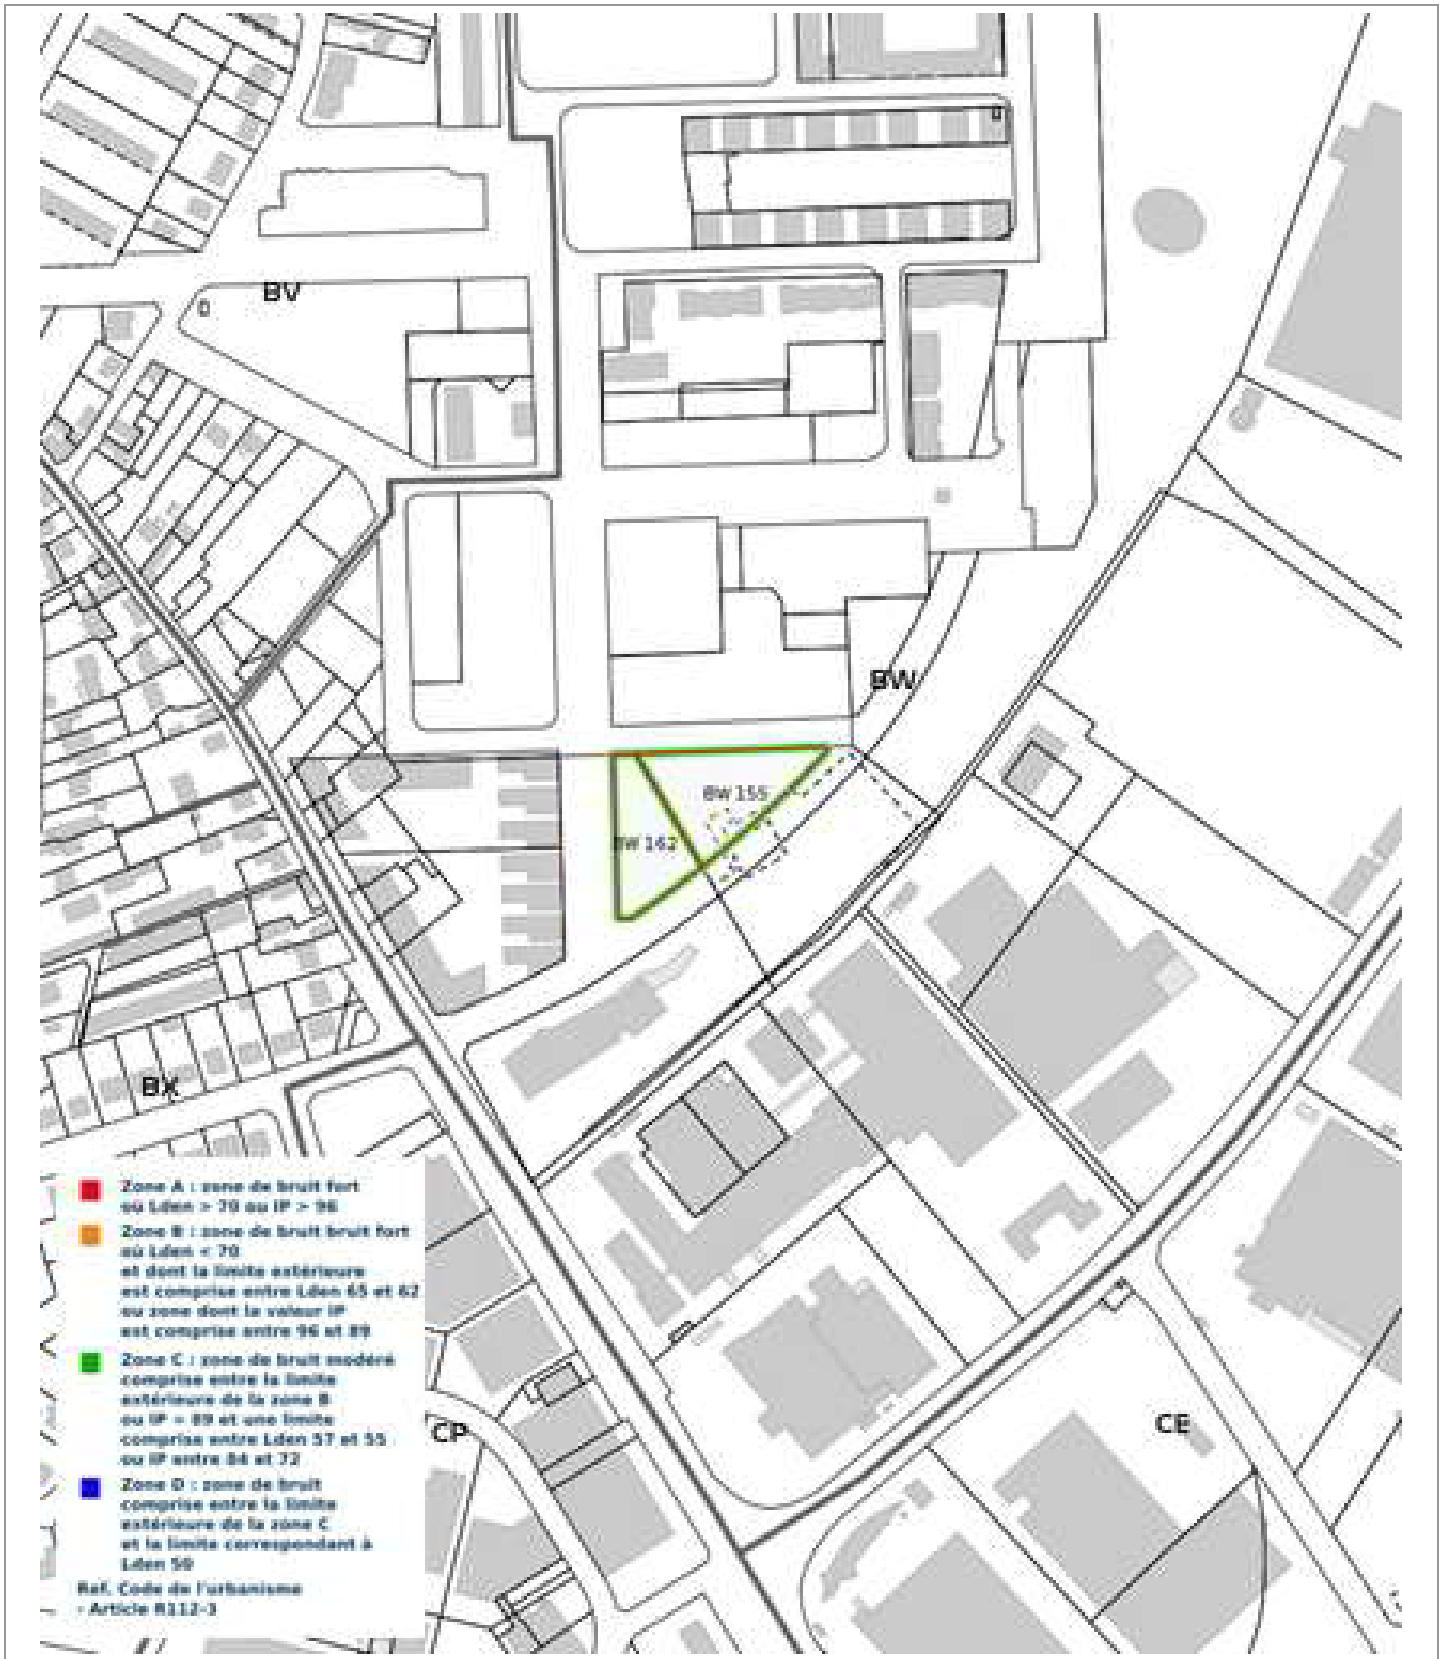 BV
BW
BW 155
BW 162
BX
Zone A : zone de bruit fort
où Lden > 70 ou IP > 96
Zone B : zone de bruit bruit fort
où Lden < 70
et dont la limite extérieure
est comprise entre Lden 65 et 62
ou zone dont la valeur IP
est comprise entre 96 et 89
Zone C : zone de bruit modéré
comprise entre la limite
extérieure de la zone B
ou IP = 89 et une limite
comprise entre Lden 57 et 55
ou IP entre 84 et 72
Zone D : zone de bruit
comprise entre la limite
extérieure de la zone C
et la limite correspondant à
Lden 50
Ref. Code de l'urbanisme
- Article R112-3
CP
CE